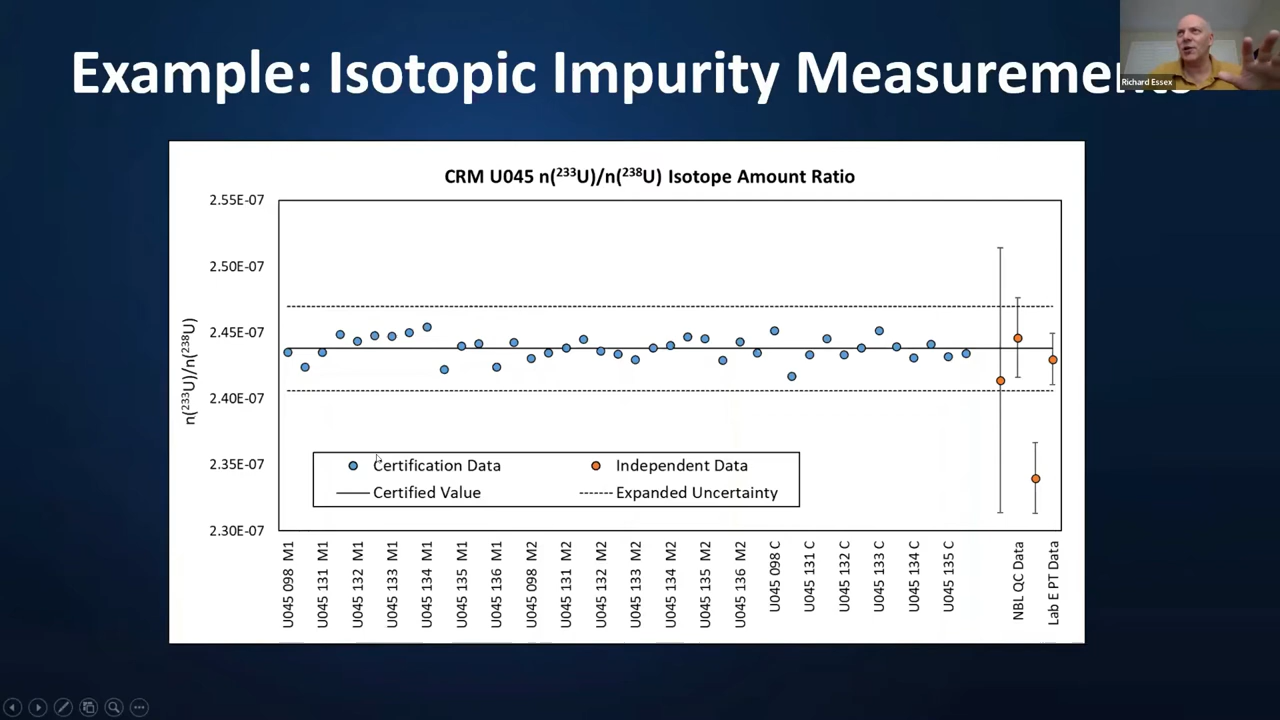 Example: Isotopic Impurity Measurements
Richard Essex
CRM U045 n(²³³U)/n(²³⁸U) Isotope Amount Ratio
n(²³³U)/n(²³⁸U)
2.55E-07
2.50E-07
2.45E-07
2.40E-07
2.35E-07
2.30E-07
Certification Data
Independent Data
Certified Value
Expanded Uncertainty
U045 098 M1
U045 131 M1
U045 132 M1
U045 133 M1
U045 134 M1
U045 135 M1
U045 136 M1
U045 098 M2
U045 131 M2
U045 132 M2
U045 133 M2
U045 134 M2
U045 135 M2
U045 136 M2
U045 098 C
U045 131 C
U045 132 C
U045 133 C
U045 134 C
U045 135 C
NBL QC Data
Lab E PT Data